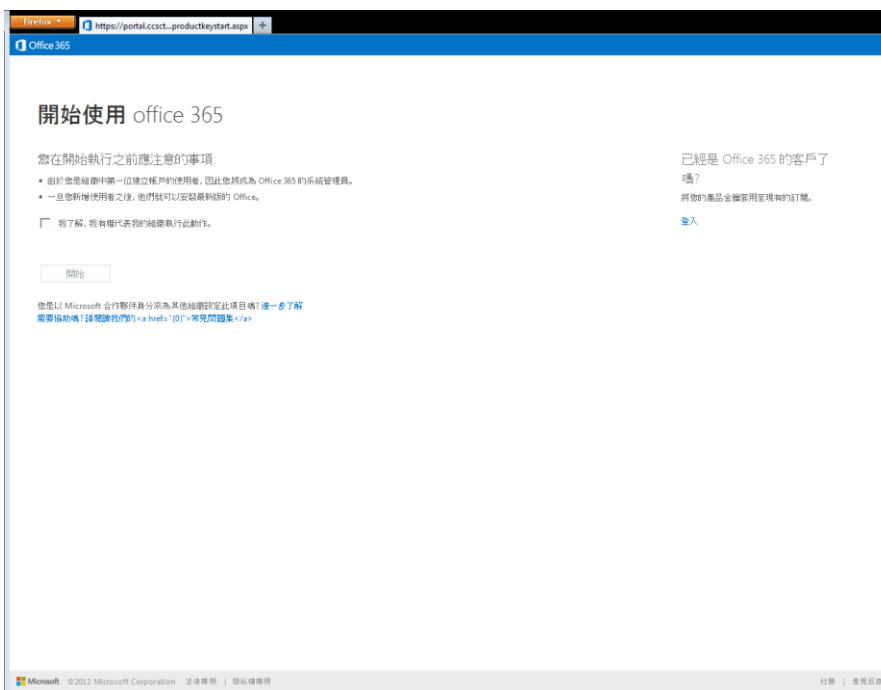 Firefox
https://portal.ccsct...productkeystart.aspx
Office 365
開始使用 office 365
您在開始執行之前應注意的事項:
• 由於您是組織中第一位建立帳戶的使用者,因此您將成為 Office 365 的系統管理員。
• 一旦您新增使用者之後,他們就可以安裝最新版的 Office。
我了解,我有權代表我的組織執行此動作。
開始
您是以 Microsoft 合作夥伴身分來為其他組織設定此項目嗎? 進一步了解
需要協助嗎? 請閱讀我們的 <a href="{0}">常見問題集</a>
已經是 Office 365 的客戶了
嗎?
將您的產品金鑰套用至現有的訂閱。
登入
Microsoft ©2012 Microsoft Corporation 法律聲明 | 隱私權聲明
社群 | 意見反應